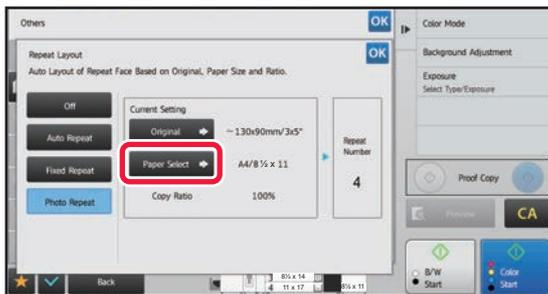 Others
OK
Color Mode
Repeat Layout
OK
Background Adjustment
Auto Layout of Repeat Face Based on Original, Paper Size and Ratio.
Exposure
Select Type/Exposure
Off
Current Setting
Original
~130x90mm/3x5"
Auto Repeat
Repeat
Number
Paper Select
A4/8 ½ x 11
Fixed Repeat
4
Proof Copy
Copy Ratio
100%
Photo Repeat
Preview
CA
8½ x 14
4 11 x 17
8½ x 11
Back
B/W
Start
Color
Start